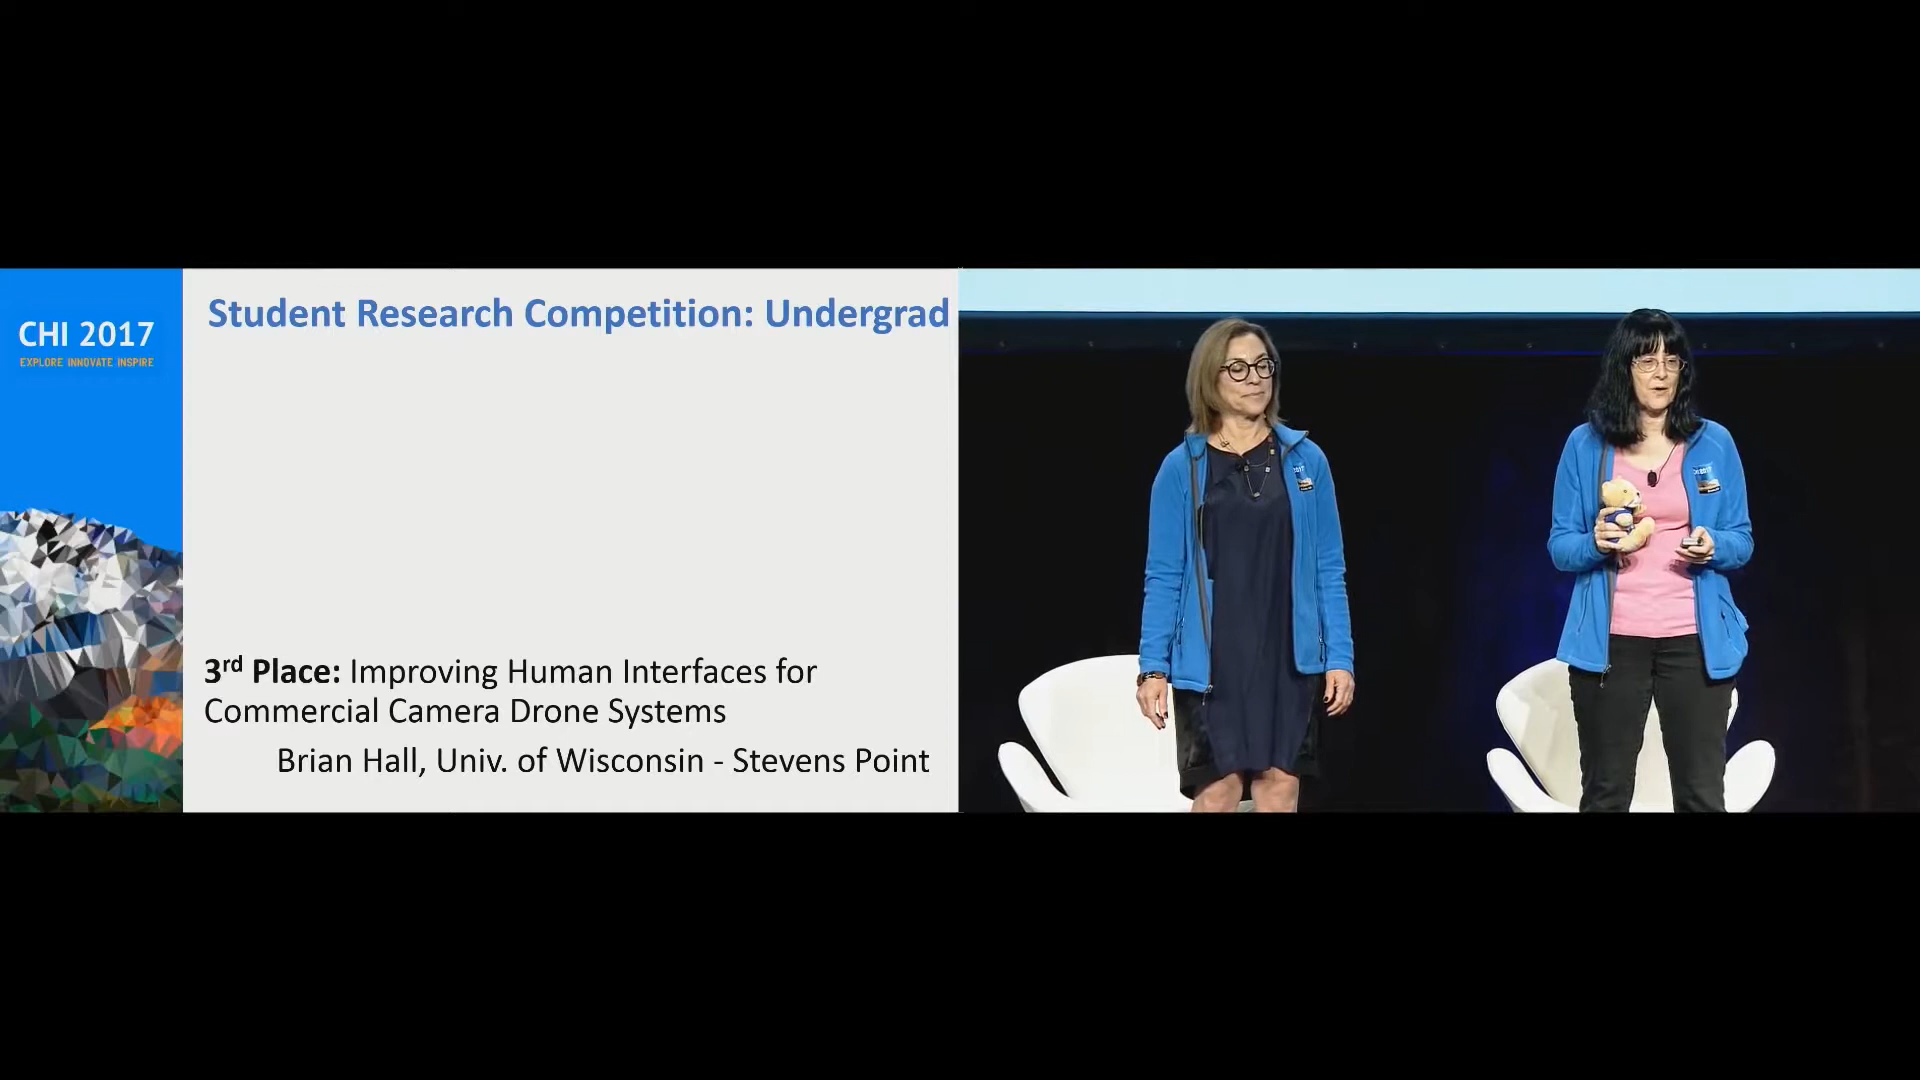 CHI 2017
EXPLORE INNOVATE INSPIRE
Student Research Competition: Undergrad
3rd Place: Improving Human Interfaces for
Commercial Camera Drone Systems
Brian Hall, Univ. of Wisconsin - Stevens Point